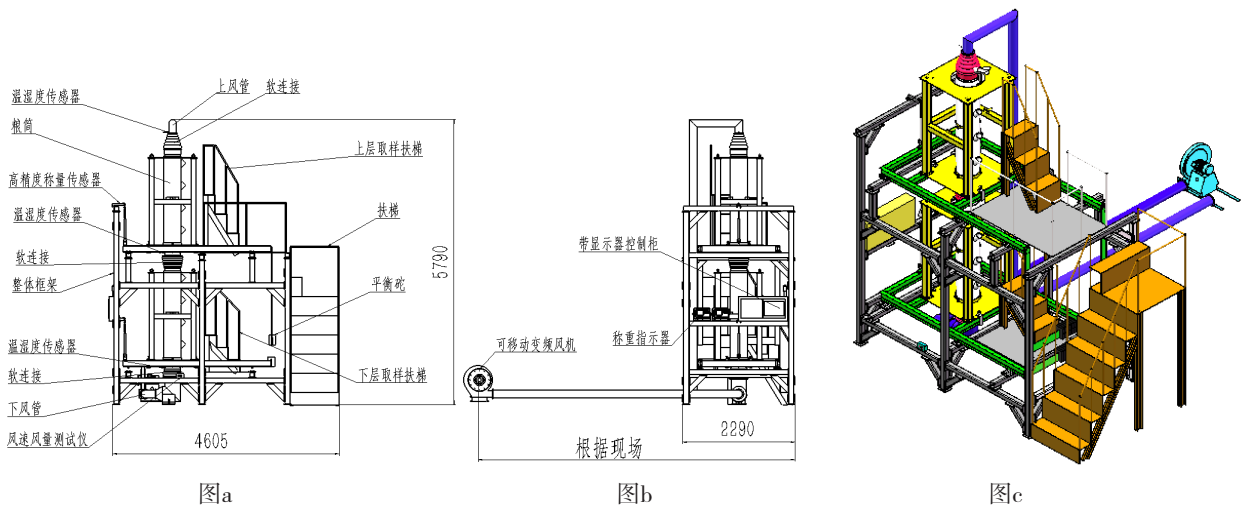 上风管
软连接
温湿度传感器
粮筒
高精度称量传感器
温湿度传感器
软连接
整体框架
温湿度传感器
软连接
下风管
风速风量测试仪
上层取样扶梯
扶梯
平衡砣
下层取样扶梯
4605
5790
图a
带显示器控制柜
称重指示器
可移动变频风机
2290
根据现场
图b
图c